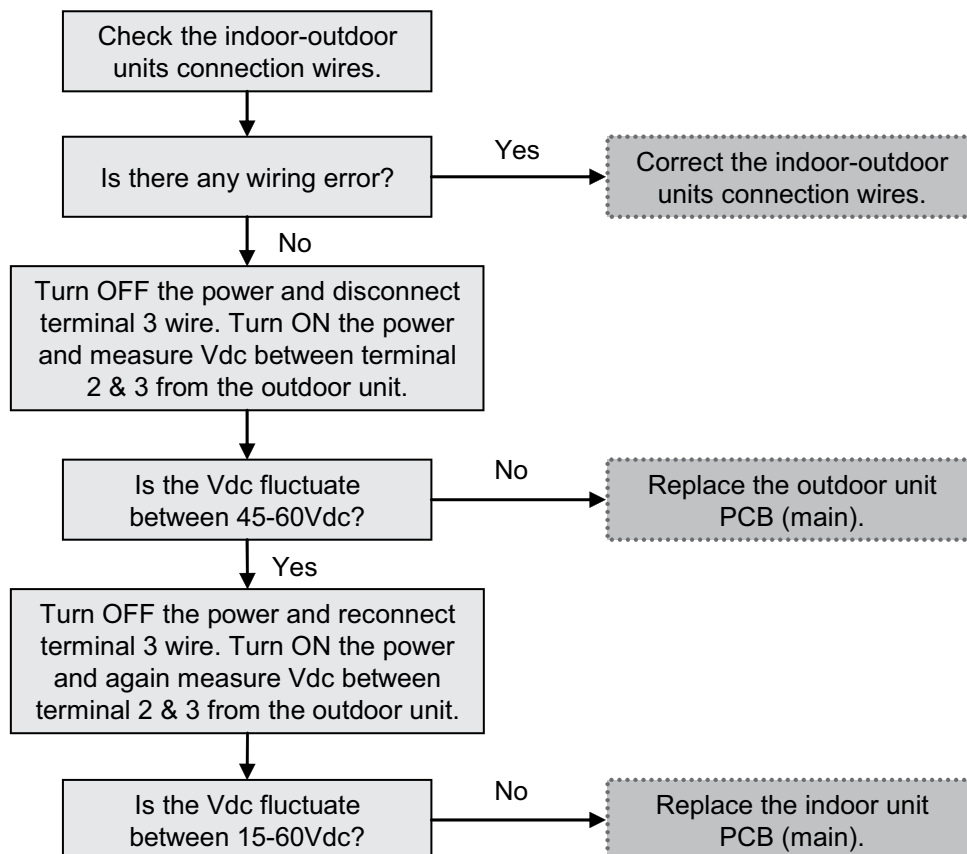 Check the indoor-outdoor
units connection wires.
Is there any wiring error?
Yes
Correct the indoor-outdoor
units connection wires.
No
Turn OFF the power and disconnect
terminal 3 wire. Turn ON the power
and measure Vdc between terminal
2 & 3 from the outdoor unit.
Is the Vdc fluctuate
between 45-60Vdc?
No
Replace the outdoor unit
PCB (main).
Yes
Turn OFF the power and reconnect
terminal 3 wire. Turn ON the power
and again measure Vdc between
terminal 2 & 3 from the outdoor unit.
Is the Vdc fluctuate
between 15-60Vdc?
No
Replace the indoor unit
PCB (main).